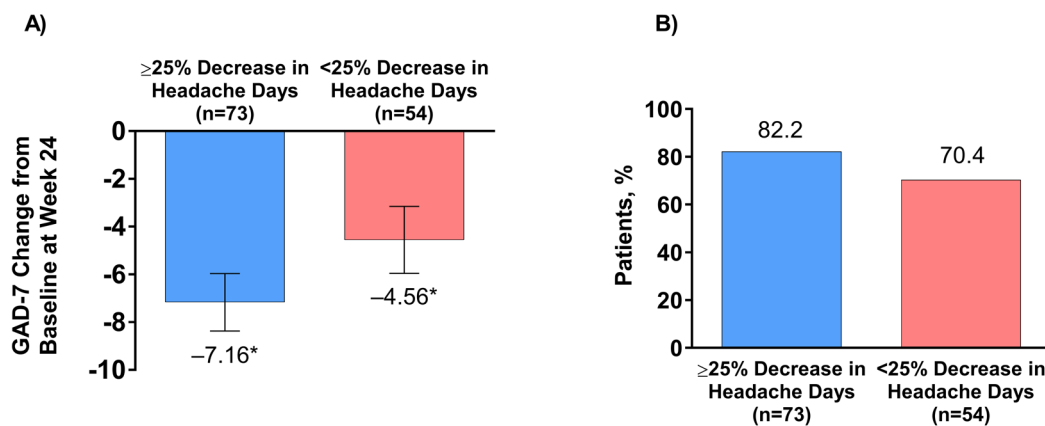 A)
≥25% Decrease in
Headache Days
(n=73)
<25% Decrease in
Headache Days
(n=54)
GAD-7 Change from
Baseline at Week 24
0
-2
-4
-6
-8
-10
–7.16*
–4.56*
B)
Patients, %
100
80
60
40
20
0
82.2
70.4
≥25% Decrease in
Headache Days
(n=73)
<25% Decrease in
Headache Days
(n=54)